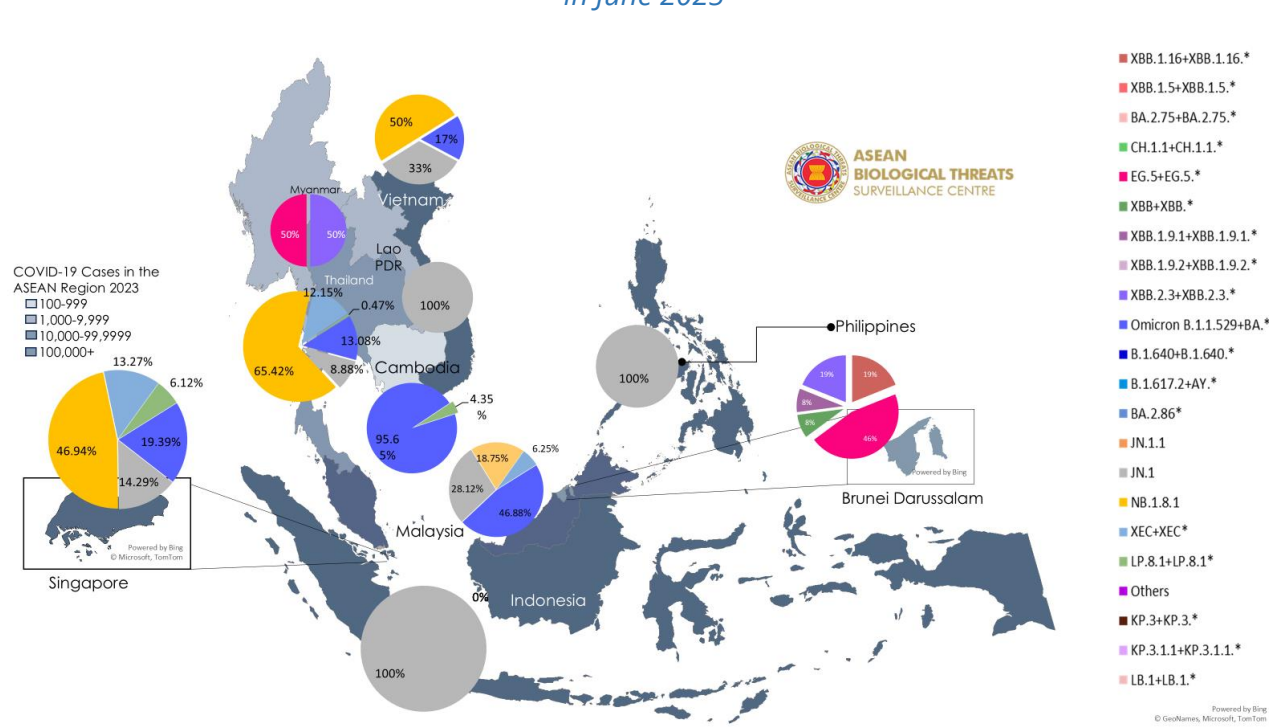 in June 2025
ASEAN
BIOLOGICAL THREATS
SURVEILLANCE CENTRE
50%
17%
33%
Vietnam
Myanmar
50%
50%
Lao
PDR
Thailand
100%
12.15%
0.47%
13.08%
8.88%
65.42%
Cambodia
COVID-19 Cases in the
ASEAN Region 2023
100-999
1,000-9,999
10,000-99,9999
100,000+
13.27%
6.12%
46.94%
19.39%
14.29%
Powered by Bing
© Microsoft, TomTom
Singapore
95.6
5%
4.35
%
18.75%
6.25%
28.12%
46.88%
Malaysia
0%
Indonesia
100%
Philippines
100%
19%
19%
8%
8%
46%
Powered by Bing
Brunei Darussalam
XBB.1.16+XBB.1.16.*
XBB.1.5+XBB.1.5.*
BA.2.75+BA.2.75.*
CH.1.1+CH.1.1.*
EG.5+EG.5.*
XBB+XBB.*
XBB.1.9.1+XBB.1.9.1.*
XBB.1.9.2+XBB.1.9.2.*
XBB.2.3+XBB.2.3.*
Omicron B.1.1.529+BA.*
B.1.640+B.1.640.*
B.1.617.2+AY.*
BA.2.86*
JN.1.1
JN.1
NB.1.8.1
XEC+XEC*
LP.8.1+LP.8.1*
Others
KP.3+KP.3.*
KP.3.1.1+KP.3.1.1.*
LB.1+LB.1.*
Powered by Bing
© GeoNames, Microsoft, TomTom